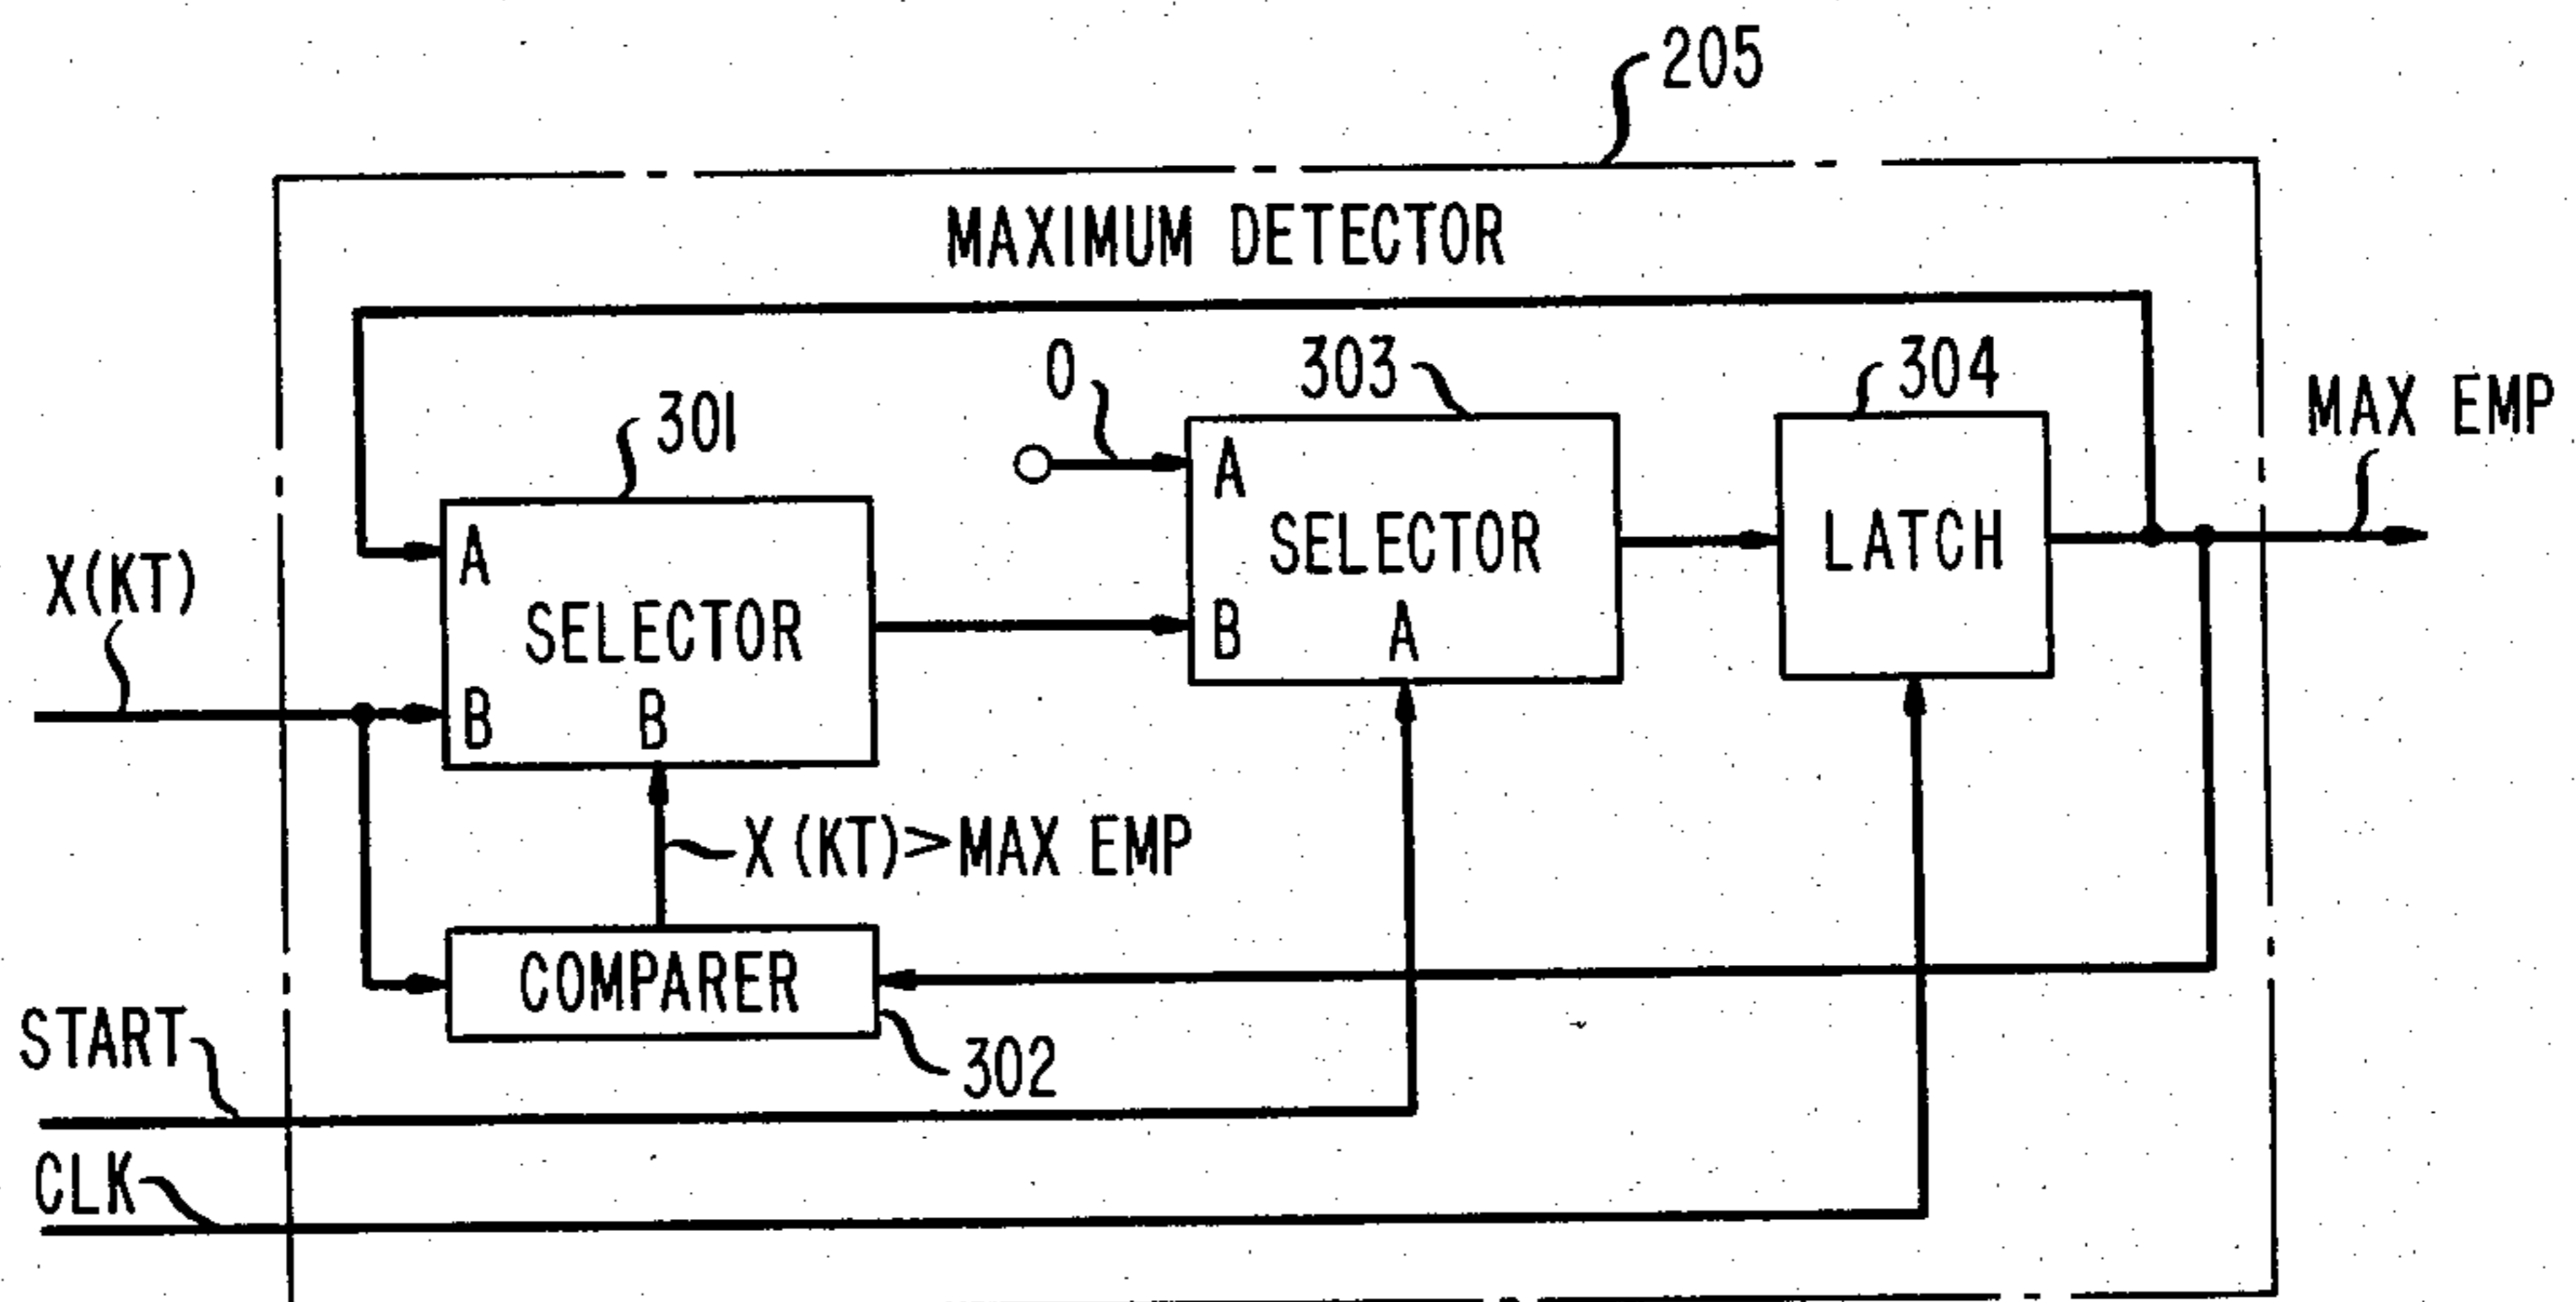 205
MAXIMUM DETECTOR
301
0
303
304
MAX EMP
A
SELECTOR
B
B
A
SELECTOR
B
A
LATCH
X(KT)
X(KT)>MAX EMP
COMPARER
302
START
CLK